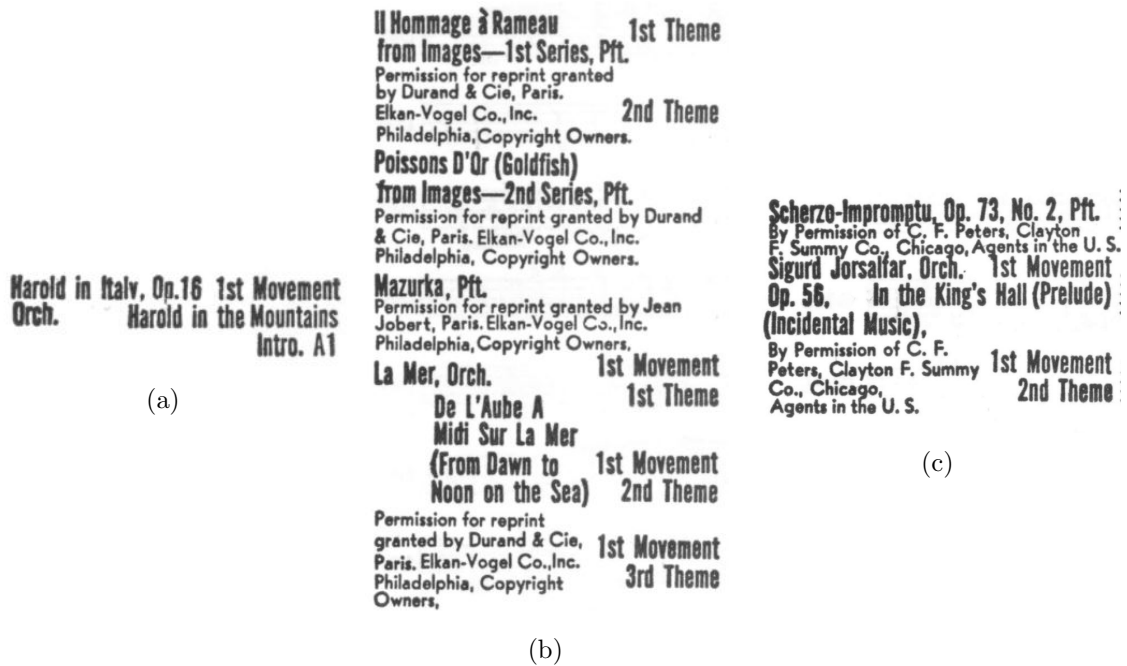 Harold in Italy, Op.16 1st Movement
Orch. Harold in the Mountains
Intro. A1
(a)
II Hommage à Rameau 1st Theme
from Images—1st Series, Pft.
Permission for reprint granted
by Durand & Cie, Paris.
Elkan-Vogel Co., Inc. 2nd Theme
Philadelphia, Copyright Owners.
Poissons D'Or (Goldfish)
from Images—2nd Series, Pft.
Permission for reprint granted by Durand
& Cie, Paris. Elkan-Vogel Co., Inc.
Philadelphia, Copyright Owners.
Mazurka, Pft.
Permission for reprint granted by Jean
Jobert, Paris. Elkan-Vogel Co., Inc.
Philadelphia, Copyright Owners,
La Mer, Orch. 1st Movement
1st Theme
De L'Aube A
Midi Sur La Mer
(From Dawn to 1st Movement
Noon on the Sea) 2nd Theme
Permission for reprint
granted by Durand & Cie, 1st Movement
Paris. Elkan-Vogel Co., Inc.
Philadelphia, Copyright 3rd Theme
Owners,
(b)
Scherzo-Impromptu, Op. 73, No. 2, Pft.
By Permission of C. F. Peters, Clayton
F. Summy Co., Chicago, Agents in the U. S.
Sigurd Jorsalfar, Orch. 1st Movement
Op. 56. In the King's Hall (Prelude)
(Incidental Music),
By Permission of C. F.
Peters, Clayton F. Summy 1st Movement
Co., Chicago, 2nd Theme
Agents in the U. S.
(c)